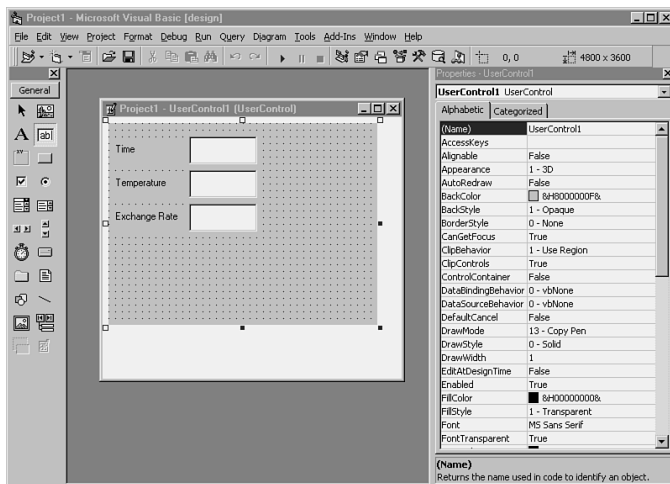 Project1 - Microsoft Visual Basic [design]
File Edit View Project Format Debug Run Query Diagram Tools Add-Ins Window Help
0, 0
4800 x 3600
General
A
ab
xy
Project1 - UserControl1 (UserControl)
Time
Temperature
Exchange Rate
Properties - UserControl1
UserControl1 UserControl
Alphabetic Categorized
(Name) UserControl1
AccessKeys
Alignable False
Appearance 1 - 3D
AutoRedraw False
BackColor &H8000000F&
BackStyle 1 - Opaque
BorderStyle 0 - None
CanGetFocus True
ClipBehavior 1 - Use Region
ClipControls True
ControlContainer False
DataBindingBehavior 0 - vbNone
DataSourceBehavior 0 - vbNone
DefaultCancel False
DrawMode 13 - Copy Pen
DrawStyle 0 - Solid
DrawWidth 1
EditAtDesignTime False
Enabled True
FillColor &H00000000&
FillStyle 1 - Transparent
Font MS Sans Serif
FontTransparent True
(Name)
Returns the name used in code to identify an object.